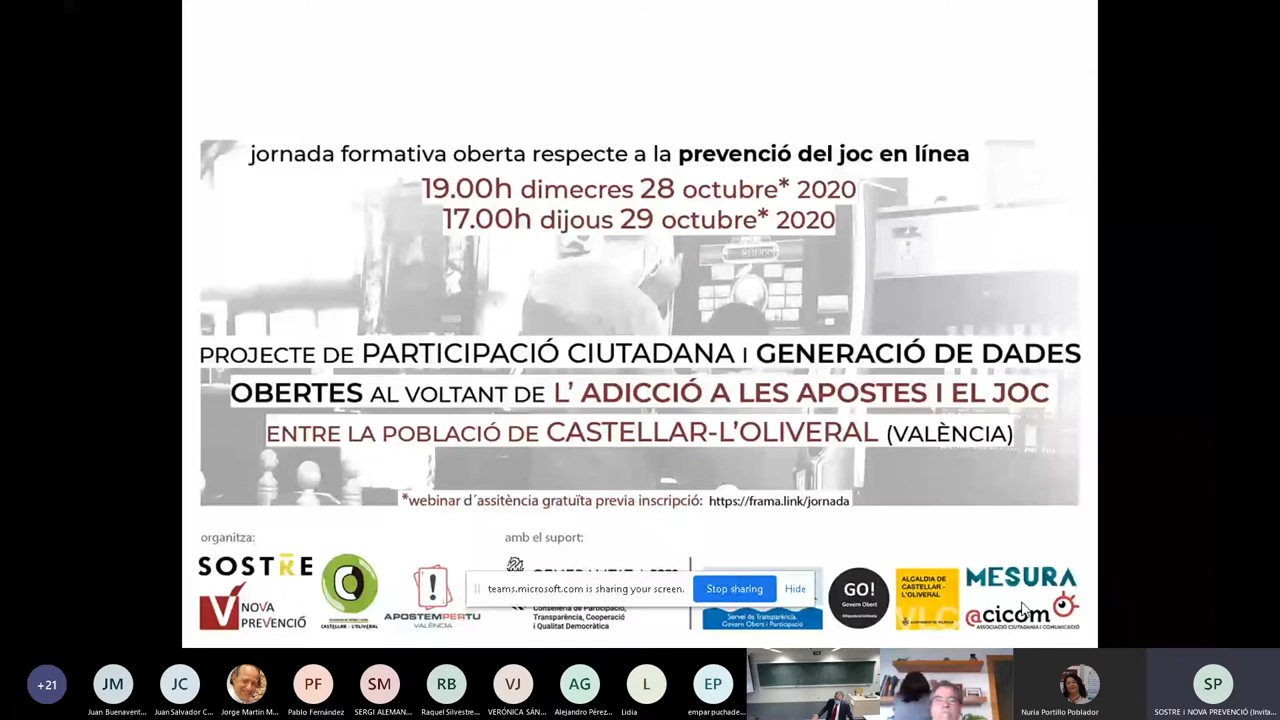 jornada formativa oberta respecte a la prevenció del joc en línea
19.00h dimecres 28 octubre* 2020
17.00h dijous 29 octubre* 2020
PROJECTE DE PARTICIPACIÓ CIUTADANA I GENERACIÓ DE DADES
OBERTES AL VOLTANT DE L' ADICCIÓ A LES APOSTES I EL JOC
ENTRE LA POBLACIÓ DE CASTELLAR-L'OLIVERAL (VALÈNCIA)
*webinar d´assitència gratuïta previa inscripció: https://frama.link/jornada
organitza:
amb el suport:
SOSTRE
NOVA
PREVENCIÓ
CASTELLAR - L'OLIVERAL
APOSTEMPERTU
VALÈNCIA
teams.microsoft.com is sharing your screen.
Stop sharing
Hide
Conselleria de Participació,
Transparència, Cooperació
i Qualitat Democràtica
Servei de Transparència,
Govern Obert i Participació
GO!
Govern Obert
ALCALDIA DE
CASTELLAR -
L'OLIVERAL
MESURA
@cicom
ASSOCIACIÓ CIUTADANIA I COMUNICACIÓ
+21
JM
JC
PF
SM
RB
VJ
AG
L
EP
SP
Juan Buenavent...
Juan Salvador C...
Jorge Martín M...
Pablo Fernández
SERGI ALEMAN...
Raquel Silvestre...
VERÓNICA SÁN...
Alejandro Pérez...
Lidia
empar puchade...
Nuria Portillo Poblador
SOSTRE i NOVA PREVENCIÓ (Invita...